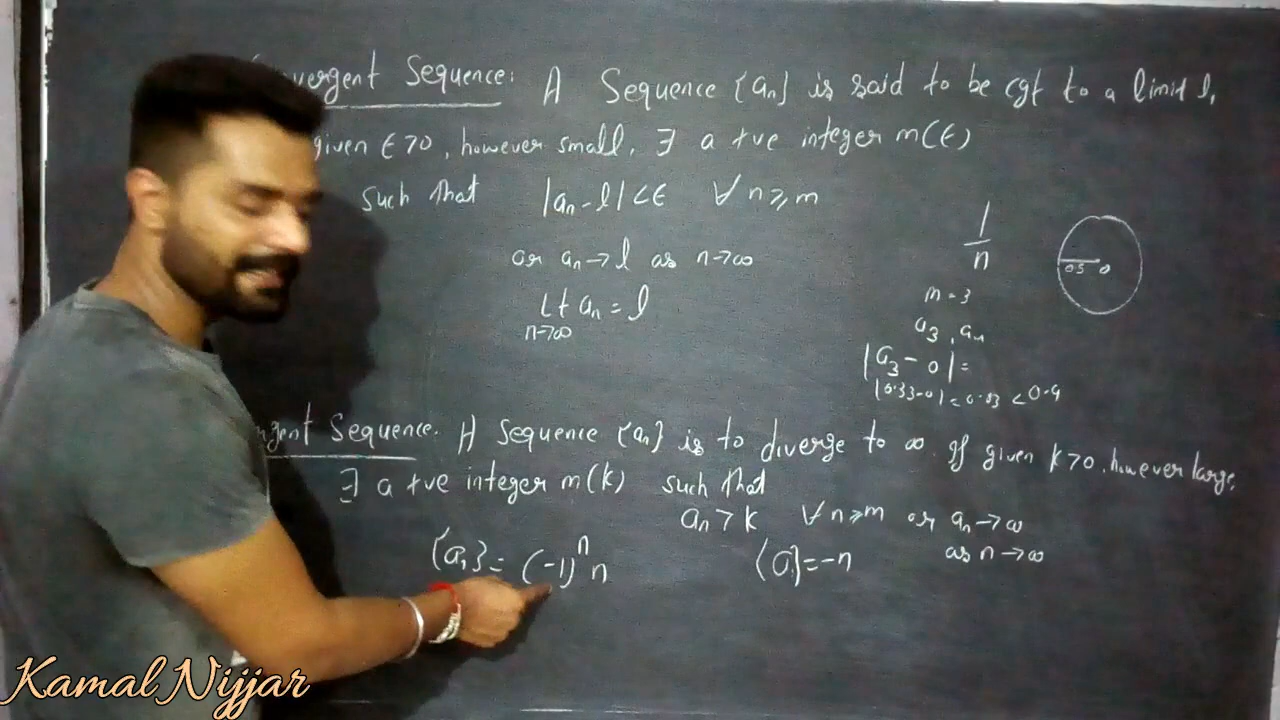 vergent Sequence: A Sequence {an} is said to be cgt to a limit l,
given ϵ>0, however small, ∃ a +ve integer m(ϵ)
such that |an-l|<ϵ ∀ n≥m
or an→l as n→∞
Lt an = l
n→∞
1
n
0.5 0
m=3
a3, a4
|a3-0|=
|0.33-0|=0.33<0.4
gent Sequence. A Sequence {an} is to diverge to ∞. If given k>0, however large,
∃ a +ve integer m(k) such that
an>k ∀ n≥m or an→∞
as n→∞
{an}=(-1)ⁿn
{an}=-n
Kamal Nijjar